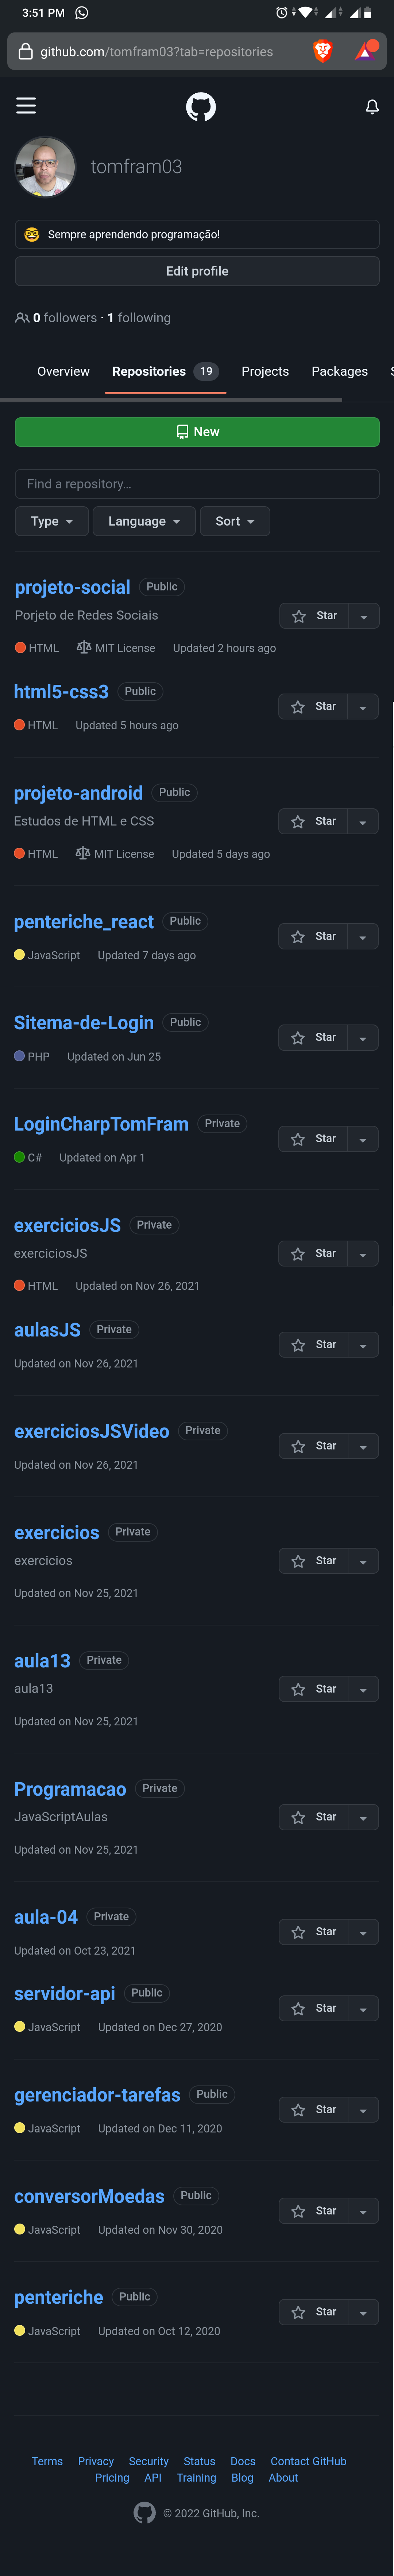 3:51 PM
github.com/tomfram03?tab=repositories
tomfram03
Sempre aprendendo programação!
Edit profile
0 followers · 1 following
Overview Repositories 19 Projects Packages S
New
Find a repository…
Type Language Sort
projeto-social Public
Porjeto de Redes Sociais
Star
HTML MIT License Updated 2 hours ago
html5-css3 Public
Star
HTML Updated 5 hours ago
projeto-android Public
Estudos de HTML e CSS
Star
HTML MIT License Updated 5 days ago
penteriche_react Public
Star
JavaScript Updated 7 days ago
Sitema-de-Login Public
Star
PHP Updated on Jun 25
LoginCharpTomFram Private
Star
C# Updated on Apr 1
exerciciosJS Private
exerciciosJS
Star
HTML Updated on Nov 26, 2021
aulasJS Private
Star
Updated on Nov 26, 2021
exerciciosJSVideo Private
Star
Updated on Nov 26, 2021
exercicios Private
exercicios
Star
Updated on Nov 25, 2021
aula13 Private
aula13
Star
Updated on Nov 25, 2021
Programacao Private
JavaScriptAulas
Star
Updated on Nov 25, 2021
aula-04 Private
Star
Updated on Oct 23, 2021
servidor-api Public
Star
JavaScript Updated on Dec 27, 2020
gerenciador-tarefas Public
Star
JavaScript Updated on Dec 11, 2020
conversorMoedas Public
Star
JavaScript Updated on Nov 30, 2020
penteriche Public
Star
JavaScript Updated on Oct 12, 2020
Terms Privacy Security Status Docs Contact GitHub
Pricing API Training Blog About
© 2022 GitHub, Inc.